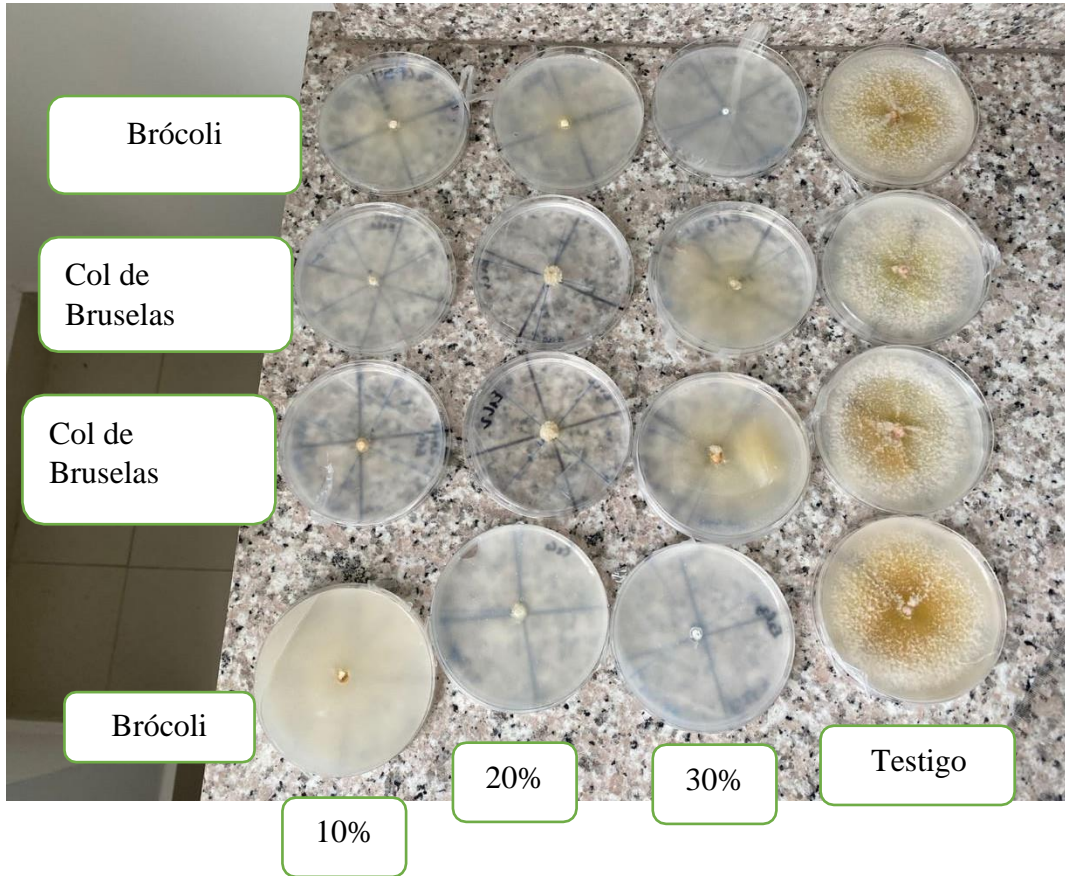 Brócoli
Col de
Bruselas
Col de
Bruselas
Brócoli
20%
30%
Testigo
10%